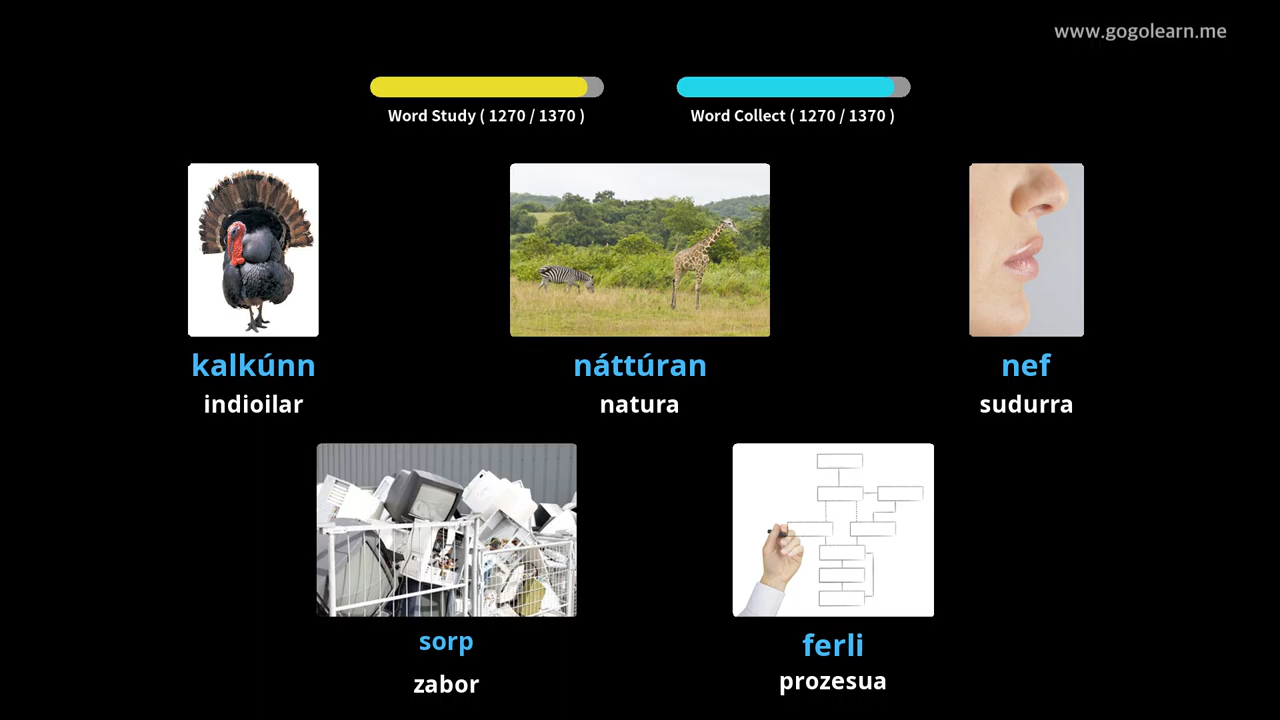 www.gogolearn.me
Word Study ( 1270 / 1370 )
Word Collect ( 1270 / 1370 )
kalkúnn
indioilar
náttúran
natura
nef
sudurra
sorp
zabor
ferli
prozesua